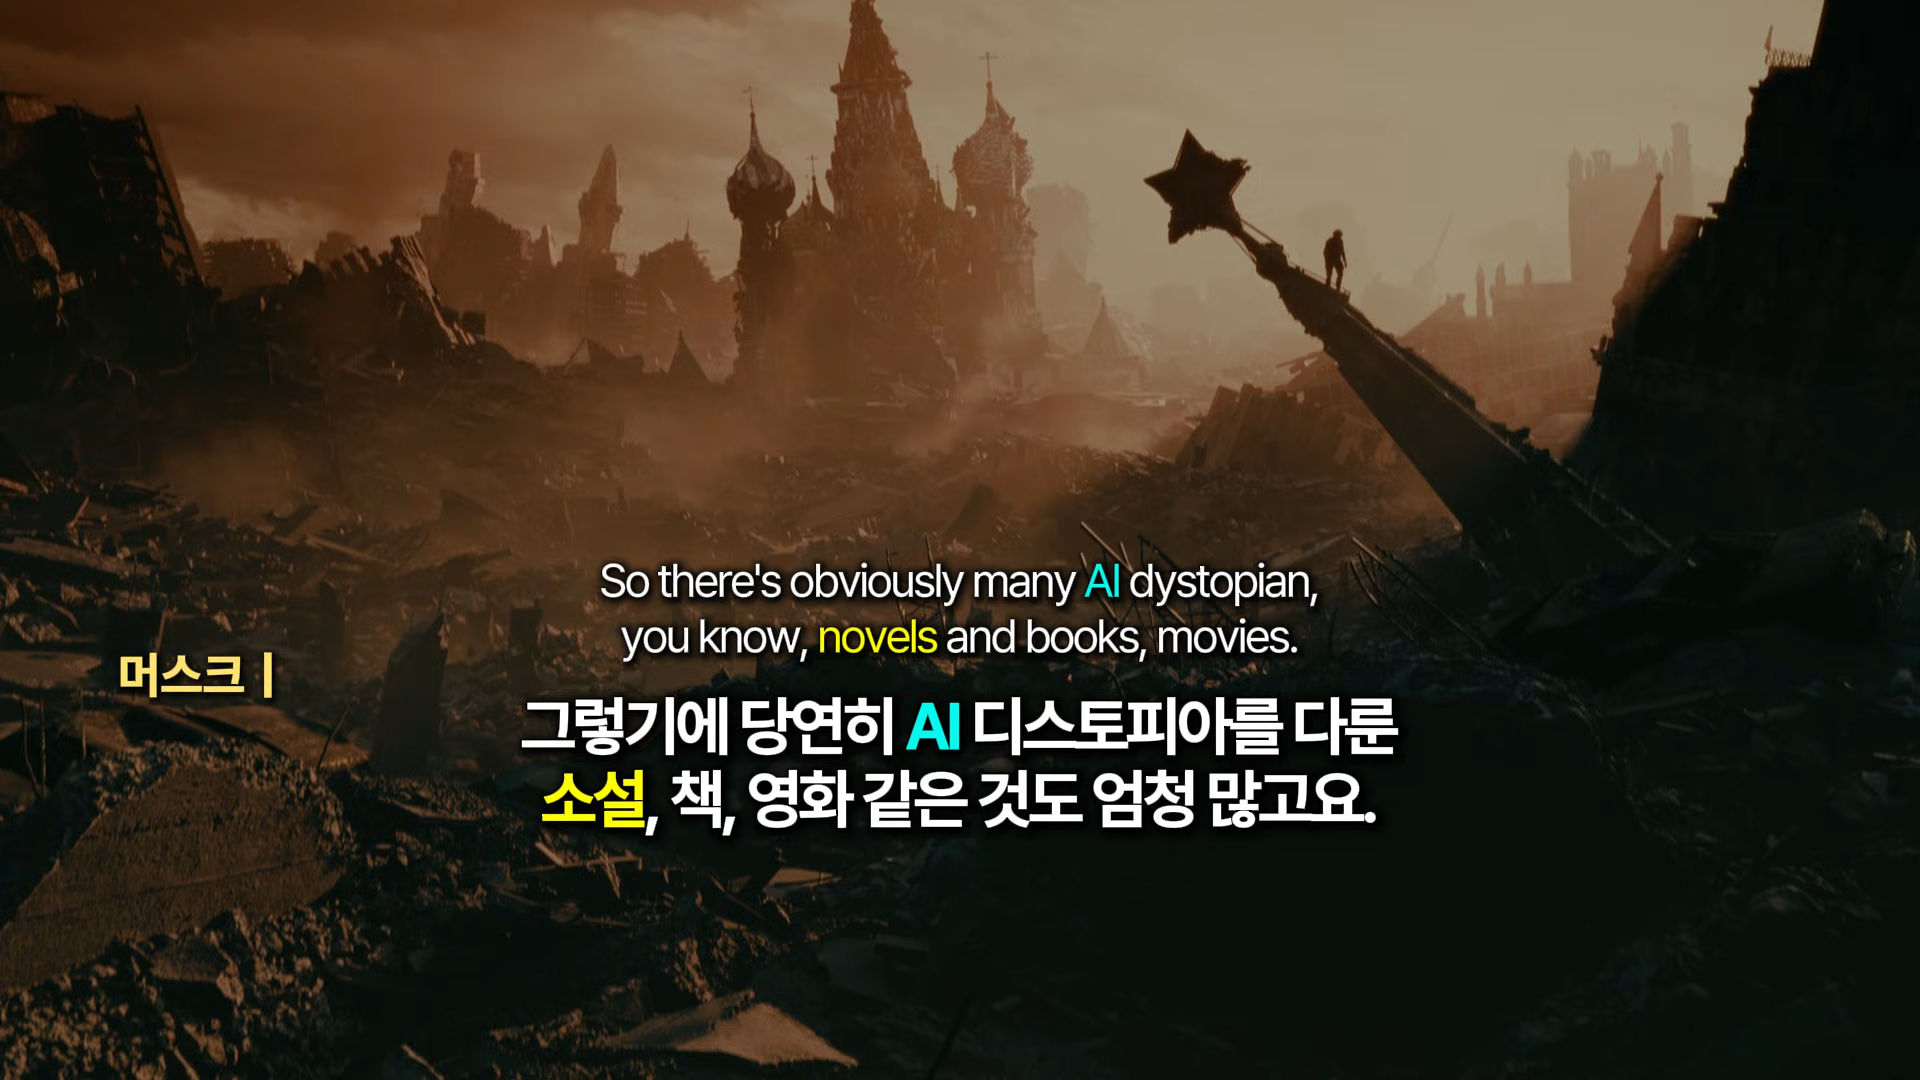 So there's obviously many AI dystopian,
you know, novels and books, movies.
머스크 |
그렇기에 당연히 AI 디스토피아를 다룬
소설, 책, 영화 같은 것도 엄청 많고요.